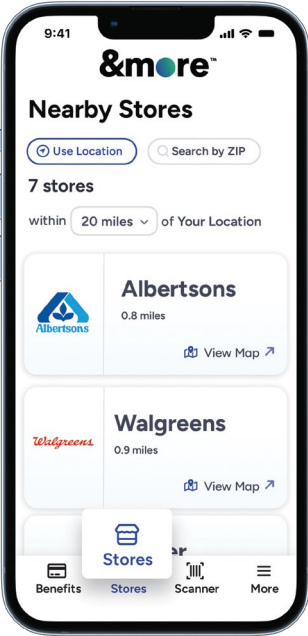 9:41
&more™
Nearby Stores
Use Location
Search by ZIP
7 stores
within 20 miles of Your Location
Albertsons
Albertsons
0.8 miles
View Map
Walgreens
Walgreens
0.9 miles
View Map
Stores
Benefits
Stores
Scanner
More